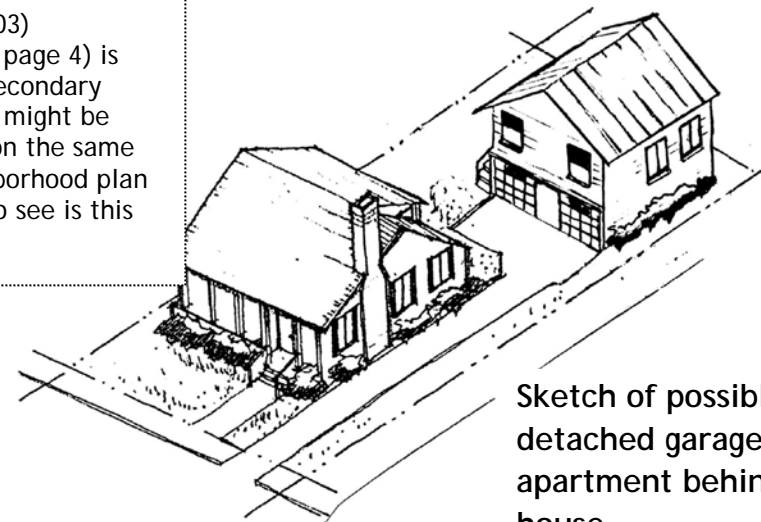 03)
page 4) is
econdary
might be
on the same
borhood plan
o see is this
Sketch of possibl
detached garage
apartment behin
house